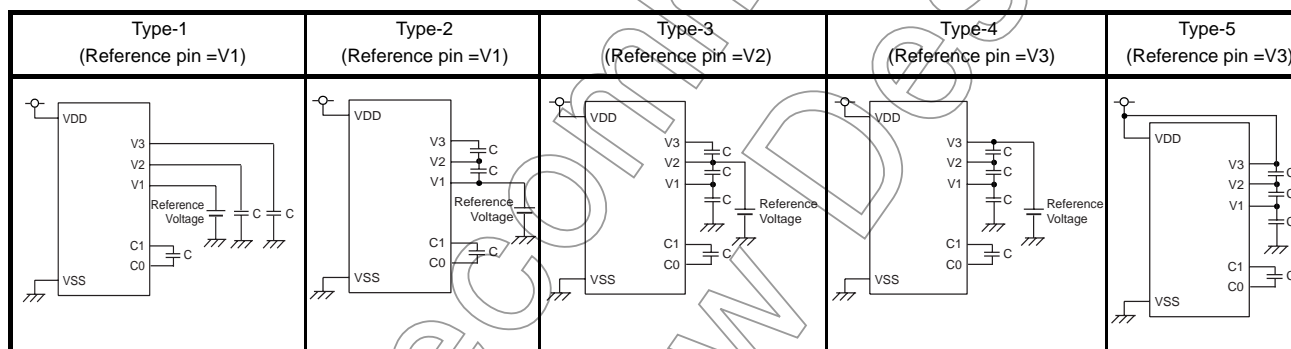 Type-1
(Reference pin =V1)
Type-2
(Reference pin =V1)
Type-3
(Reference pin =V2)
Type-4
(Reference pin =V3)
Type-5
(Reference pin =V3)
VDD
V3
V2
V1
Reference
Voltage
C
C
C1
C
C0
VSS
VDD
V3
C
V2
C
V1
Reference
Voltage
C1
C
C0
VSS
VDD
V3
C
V2
C
V1
C
Reference
Voltage
C1
C
C0
VSS
VDD
V3
C
V2
C
V1
C
Reference
Voltage
C1
C
C0
VSS
VDD
V3
C
V2
C
V1
C
C1
C
C0
VSS